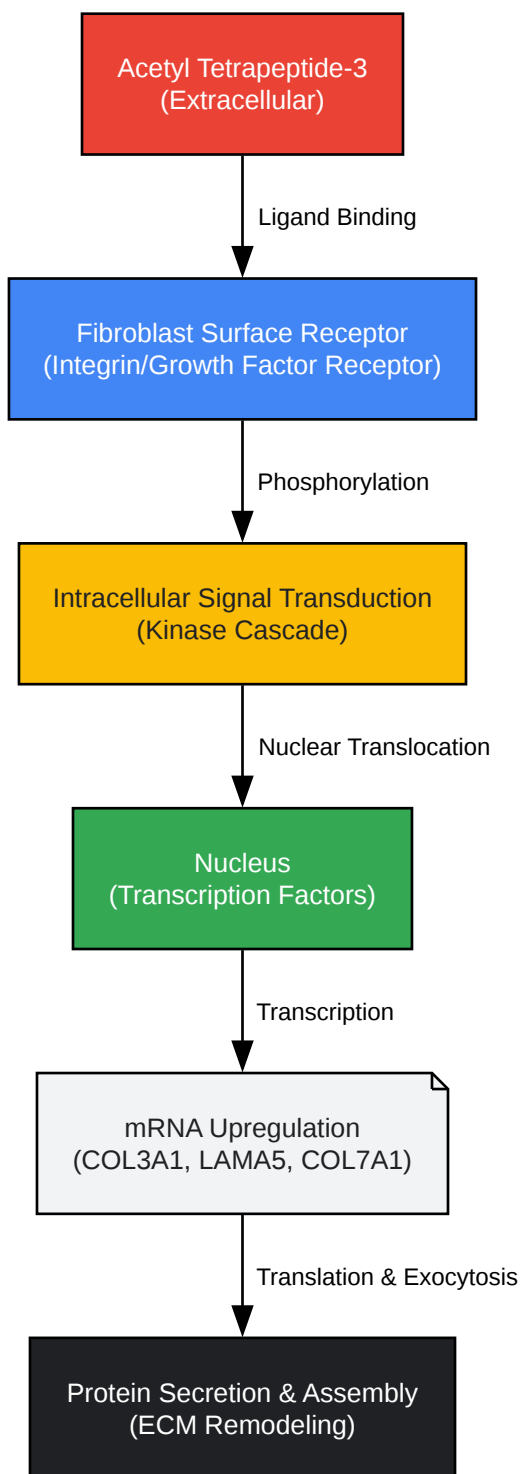 Acetyl Tetrapeptide-3
(Extracellular)
Ligand Binding
Fibroblast Surface Receptor
(Integrin/Growth Factor Receptor)
Phosphorylation
Intracellular Signal Transduction
(Kinase Cascade)
Nuclear Translocation
Nucleus
(Transcription Factors)
Transcription
mRNA Upregulation
(COL3A1, LAMA5, COL7A1)
Translation & Exocytosis
Protein Secretion & Assembly
(ECM Remodeling)